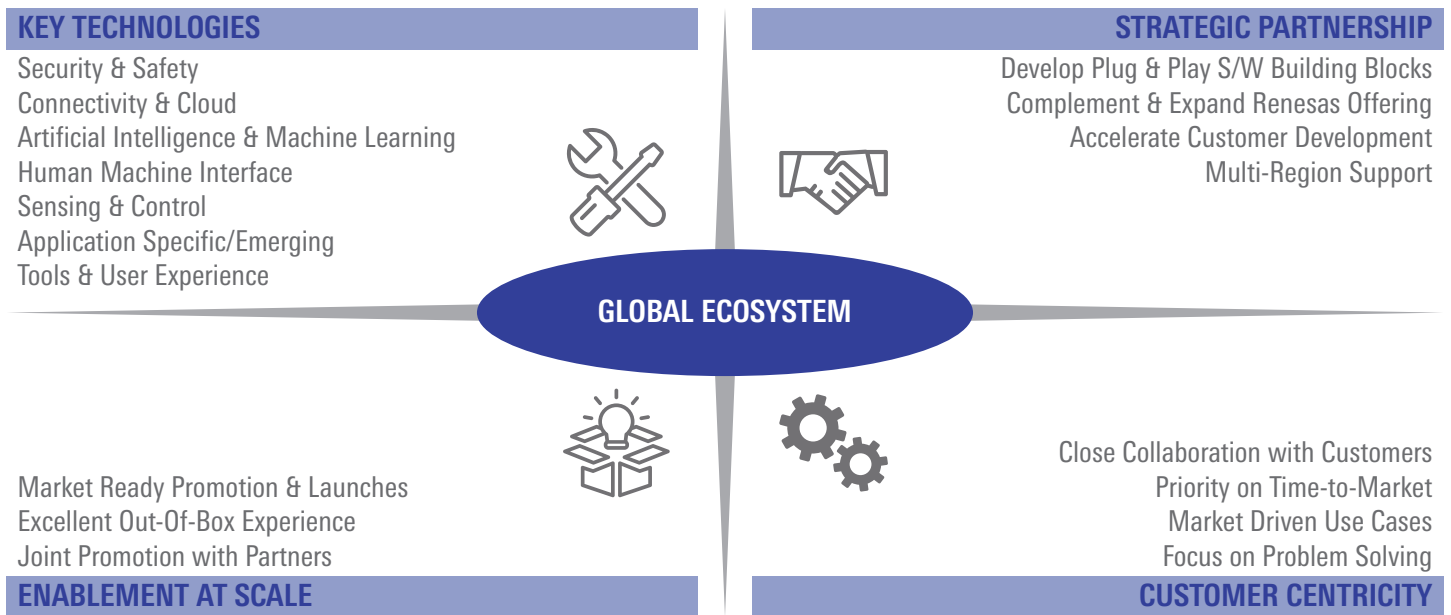 KEY TECHNOLOGIES
Security & Safety
Connectivity & Cloud
Artificial Intelligence & Machine Learning
Human Machine Interface
Sensing & Control
Application Specific/Emerging
Tools & User Experience
STRATEGIC PARTNERSHIP
Develop Plug & Play S/W Building Blocks
Complement & Expand Renesas Offering
Accelerate Customer Development
Multi-Region Support
GLOBAL ECOSYSTEM
Market Ready Promotion & Launches
Excellent Out-Of-Box Experience
Joint Promotion with Partners
ENABLEMENT AT SCALE
Close Collaboration with Customers
Priority on Time-to-Market
Market Driven Use Cases
Focus on Problem Solving
CUSTOMER CENTRICITY